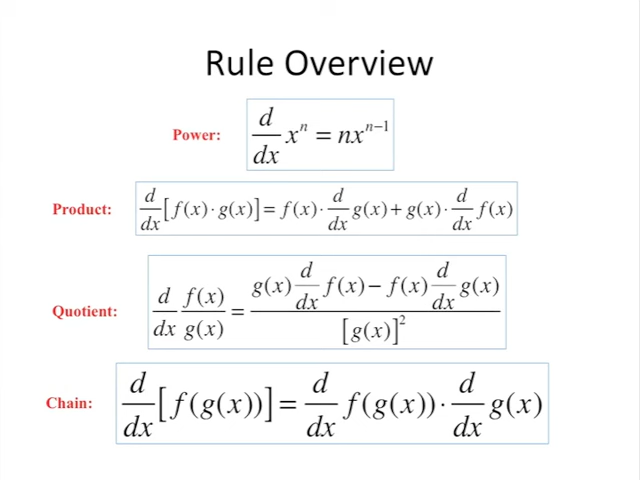 Rule Overview
Power: d/dx x^n = nx^(n−1)
Product: d/dx [f(x)·g(x)] = f(x)· d/dx g(x) + g(x)· d/dx f(x)
Quotient: d/dx f(x)/g(x) = (g(x) d/dx f(x) − f(x) d/dx g(x)) / [g(x)]^2
Chain: d/dx [f(g(x))] = d/dx f(g(x))· d/dx g(x)